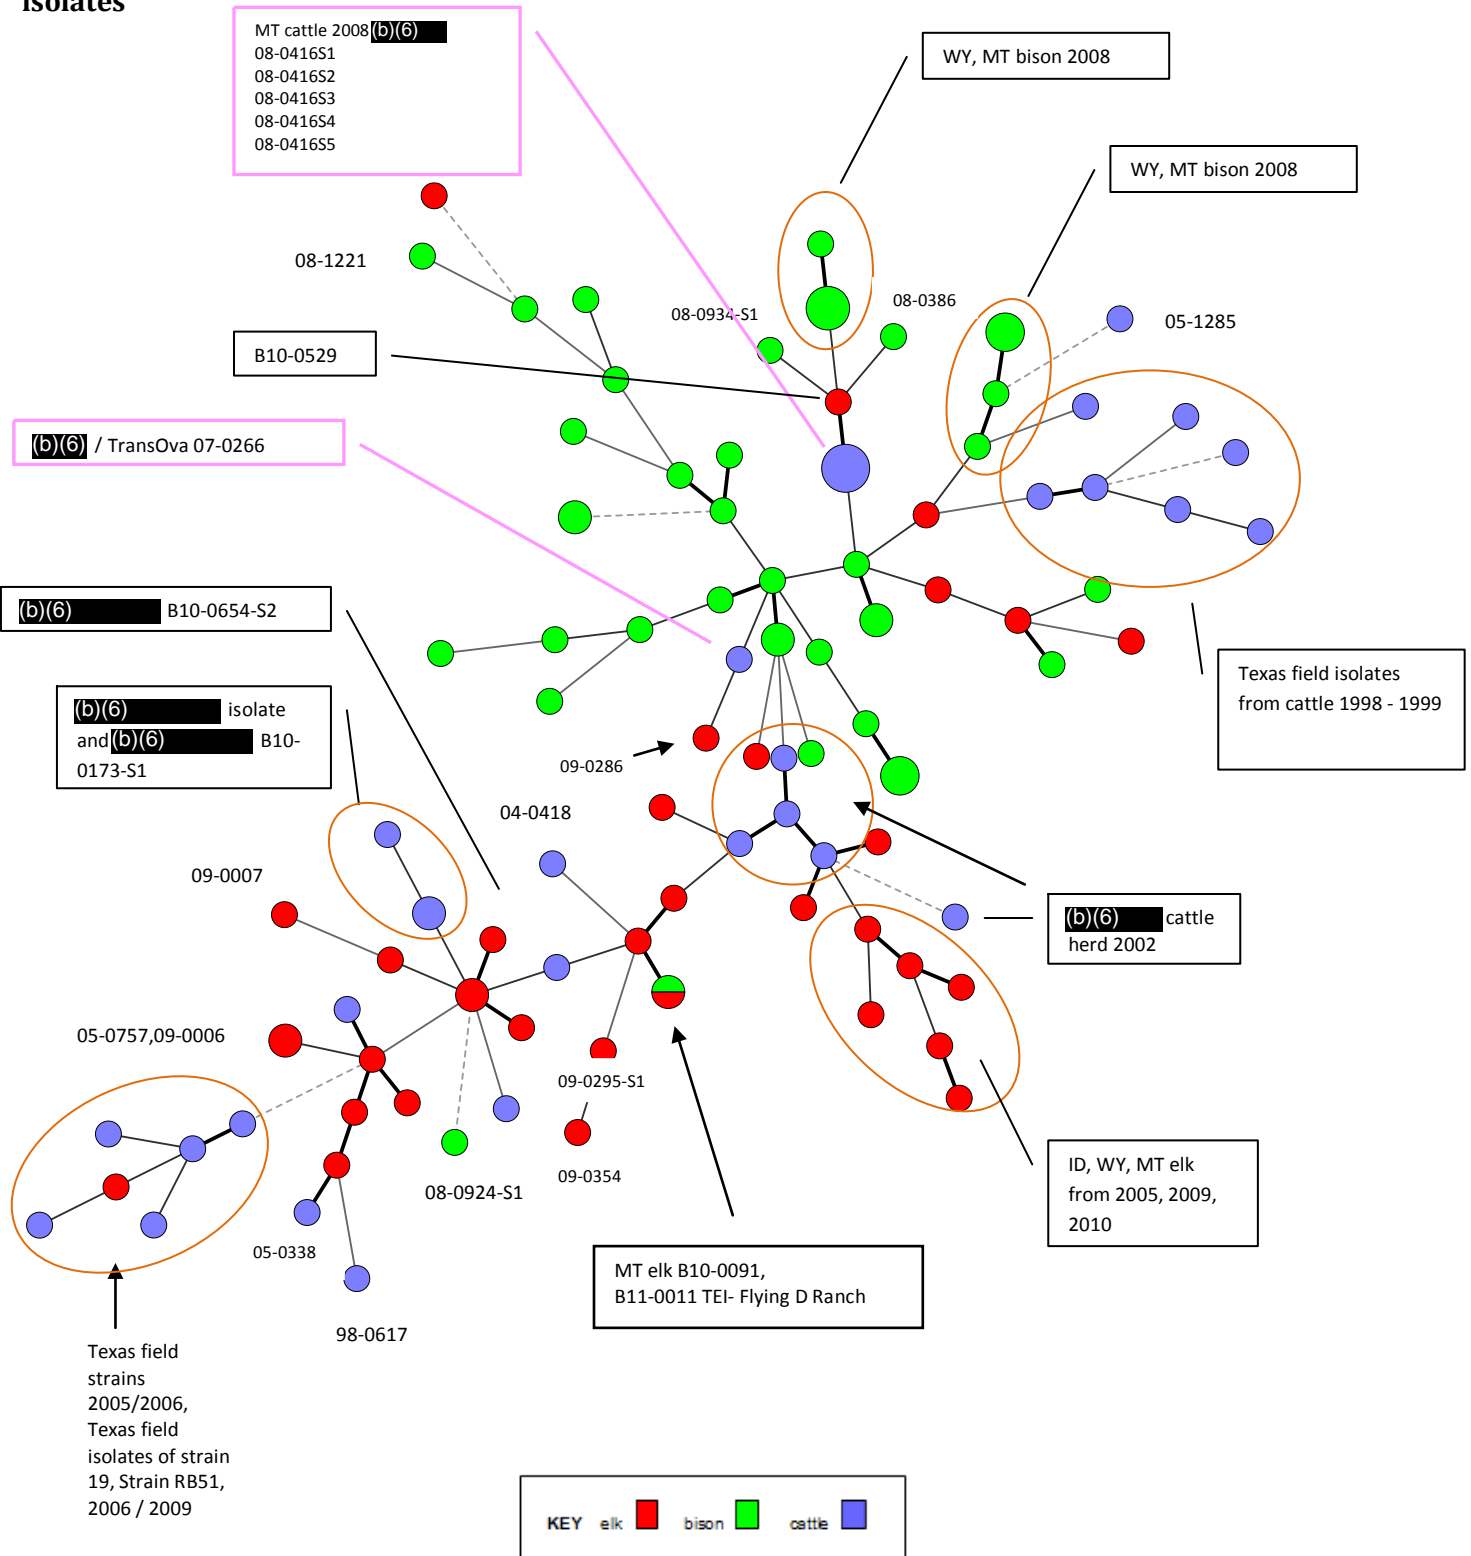 isolates
MT cattle 2008 (b)(6)
08-0416S1
08-0416S2
08-0416S3
08-0416S4
08-0416S5
WY, MT bison 2008
WY, MT bison 2008
08-1221
08-0934-S1
08-0386
05-1285
B10-0529
(b)(6) / TransOva 07-0266
(b)(6) B10-0654-S2
Texas field isolates
from cattle 1998 - 1999
(b)(6) isolate
and (b)(6) B10-
0173-S1
09-0286
04-0418
09-0007
(b)(6) cattle
herd 2002
05-0757,09-0006
09-0295-S1
09-0354
08-0924-S1
ID, WY, MT elk
from 2005, 2009,
2010
05-0338
MT elk B10-0091,
B11-0011 TEI- Flying D Ranch
98-0617
Texas field
strains
2005/2006,
Texas field
isolates of strain
19, Strain RB51,
2006 / 2009
KEY elk bison cattle